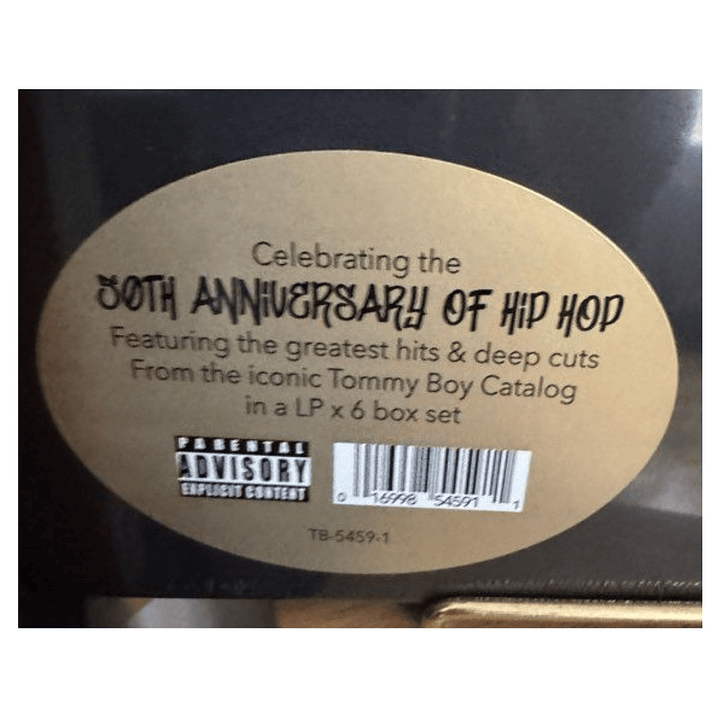 Celebrating the
50TH ANNiVERSARY OF HiP HOP
Featuring the greatest hits & deep cuts
From the iconic Tommy Boy Catalog
in a LP x 6 box set
PARENTAL
ADVISORY
EXPLICIT CONTENT
0 16998 54591 1
TB-5459-1